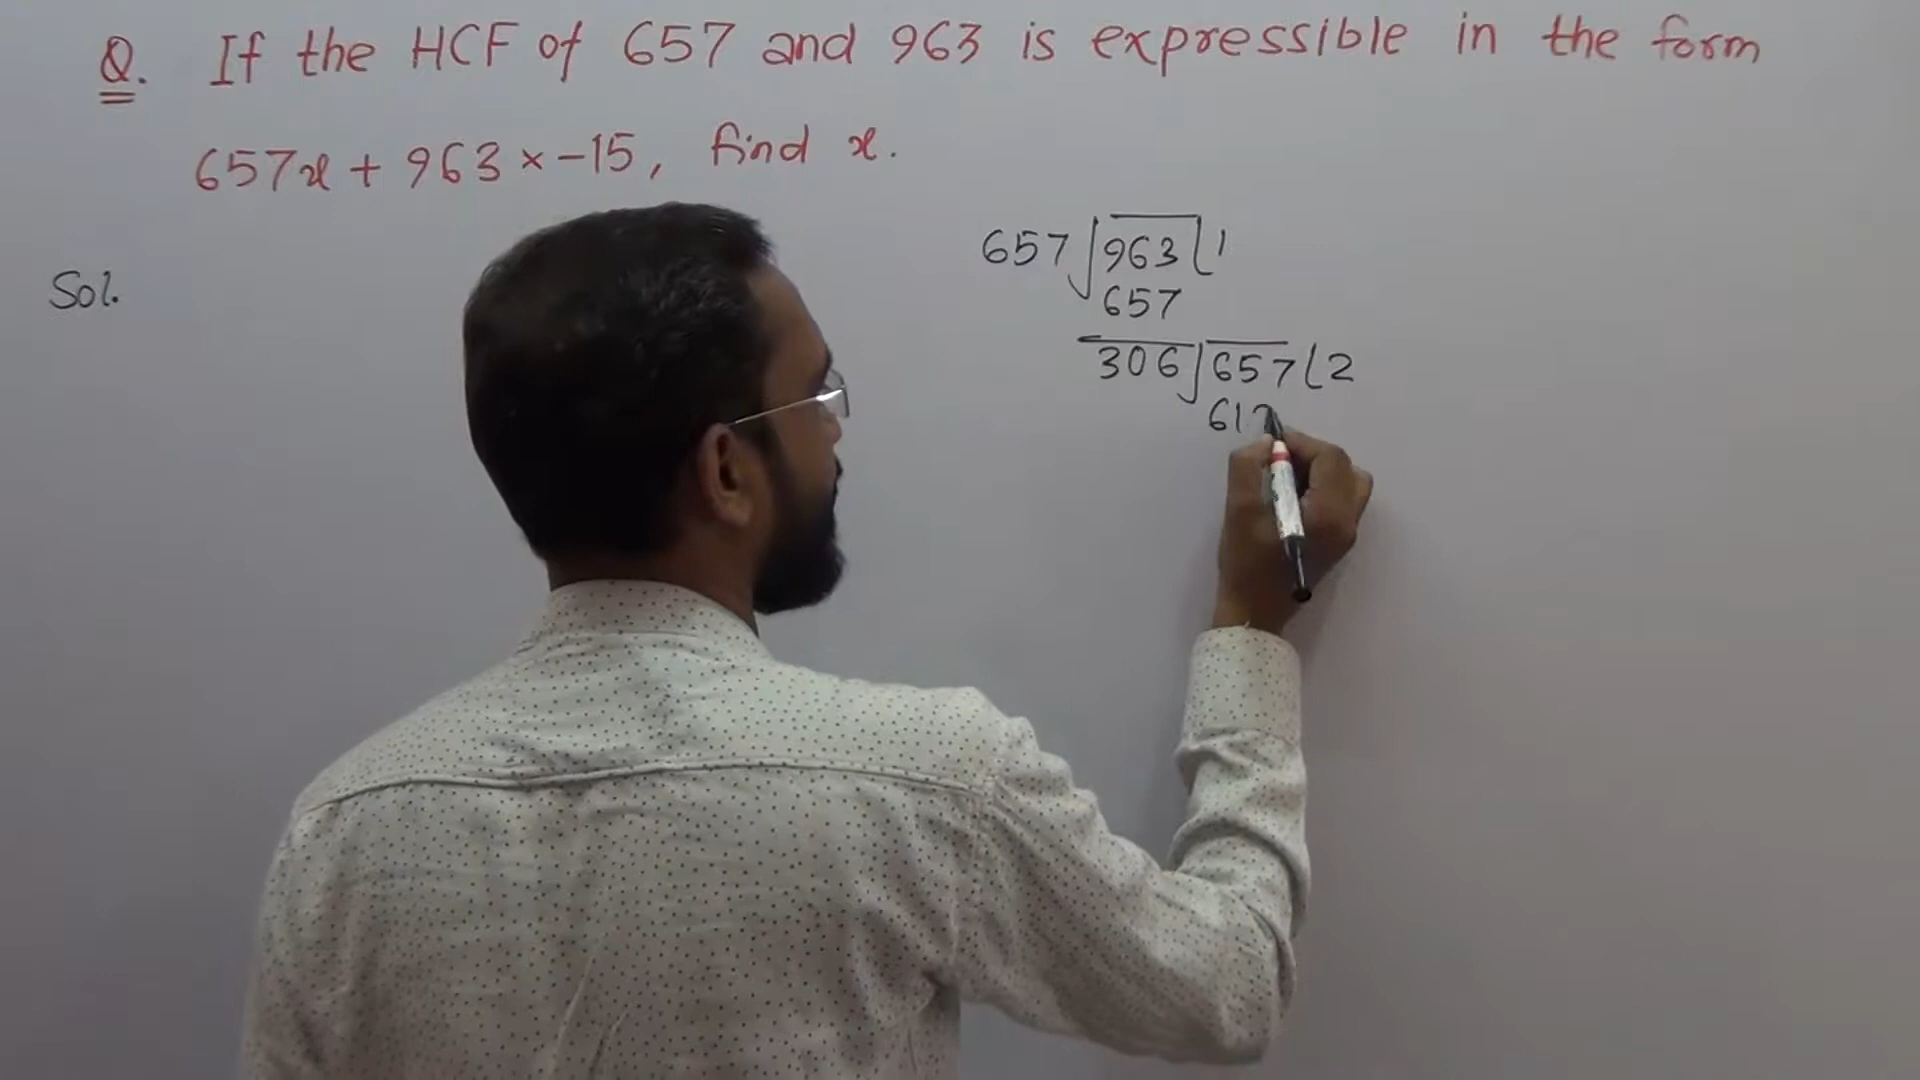 Q. If the HCF of 657 and 963 is expressible in the form
657x + 963 × -15, find x.
Sol.
657 963 1
657
306 657 2
612